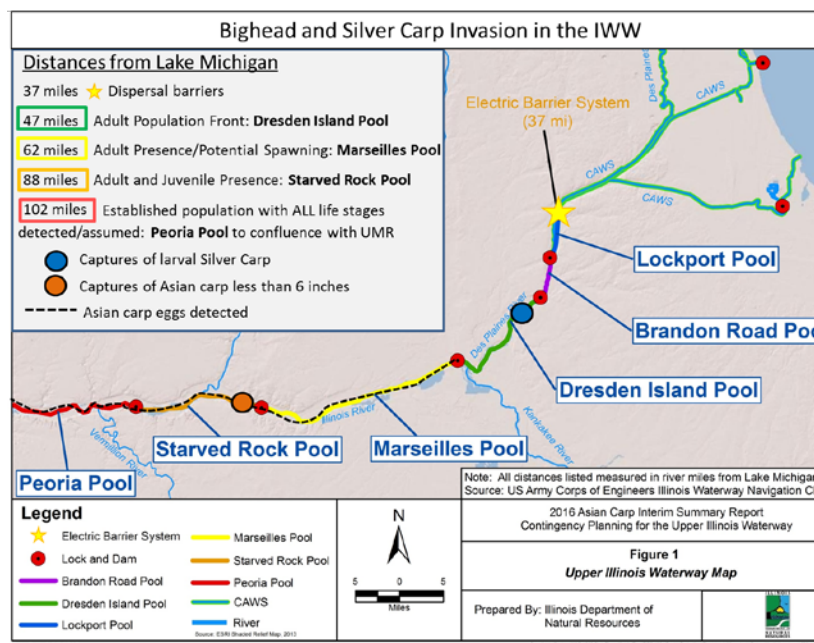 Bighead and Silver Carp Invasion in the IWW
Distances from Lake Michigan
37 miles Dispersal barriers
47 miles Adult Population Front: Dresden Island Pool
62 miles Adult Presence/Potential Spawning: Marseilles Pool
88 miles Adult and Juvenile Presence: Starved Rock Pool
102 miles Established population with ALL life stages
detected/assumed: Peoria Pool to confluence with UMR
Captures of larval Silver Carp
Captures of Asian carp less than 6 inches
Asian carp eggs detected
Des Plaines
CAWS
Electric Barrier System
(37 mi)
CAWS
CAWS
Lockport Pool
Brandon Road Poo
Des Plaines River
Dresden Island Pool
Illinois River
Kankakee River
Marseilles Pool
Starved Rock Pool
Vermillion River
Peoria Pool
Note: All distances listed measured in river miles from Lake Michigan
Source: US Army Corps of Engineers Illinois Waterway Navigation C
2016 Asian Carp Interim Summary Report
Contingency Planning for the Upper Illinois Waterway
Figure 1
Upper Illinois Waterway Map
Prepared By: Illinois Department of
Natural Resources
Legend
Electric Barrier System
Lock and Dam
Brandon Road Pool
Dresden Island Pool
Lockport Pool
Marseilles Pool
Starved Rock Pool
Peoria Pool
CAWS
River
Source: ESRI Shaded Relief Map, 2013
N
5 0 5
Miles